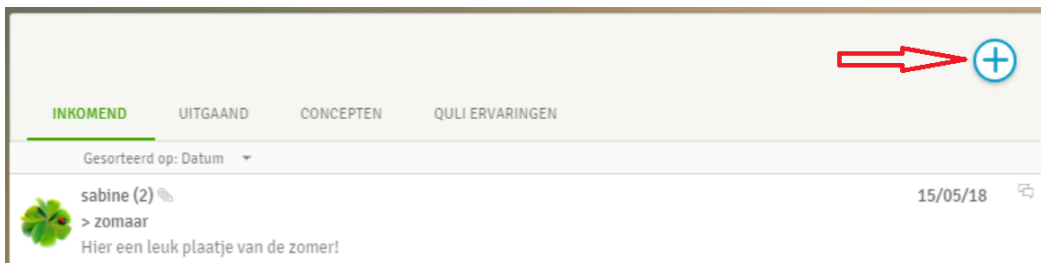 INKOMEND UITGAAND CONCEPTEN QULI ERVARINGEN
Gesorteerd op: Datum
sabine (2) 15/05/18
> zomaar
Hier een leuk plaatje van de zomer!